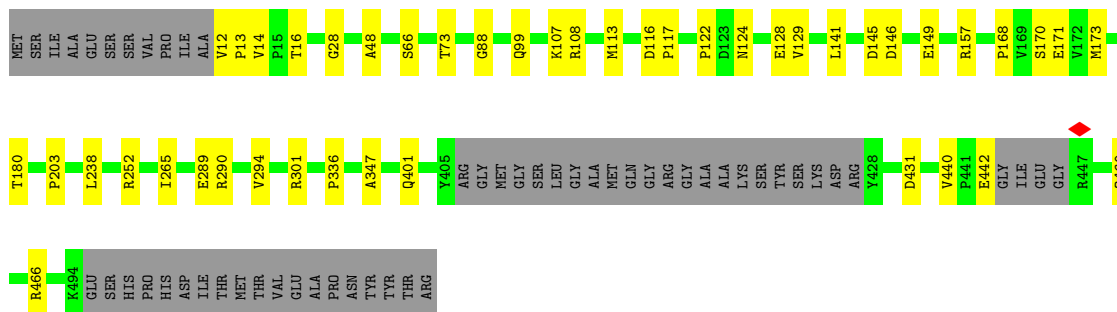 MET SER ILE ALA GLU SER SER VAL PRO ILE ALA V12 P13 V14 P15 T16 G28 A48 S66 T73 G88 Q99 K107 R108 M113 D116 P117 P122 D123 N124 E128 V129 L141 D145 D146 E149 R157 P168 V169 S170 E171 V172 M173
T180 P203 L238 R252 I265 E289 R290 V294 R301 P336 A347 Q401 Y405 ARG GLY MET GLY SER LEU GLY ALA MET GLN GLY ARG GLY ALA ALA LYS SER TYR SER LYS ASP ARG Y428 D431 V440 P441 E442 GLY ILE GLU GLY R447
R466 K494 GLU SER HIS PRO HIS ASP ILE THR MET THR VAL GLU ALA PRO ASN TYR TYR THR ARG